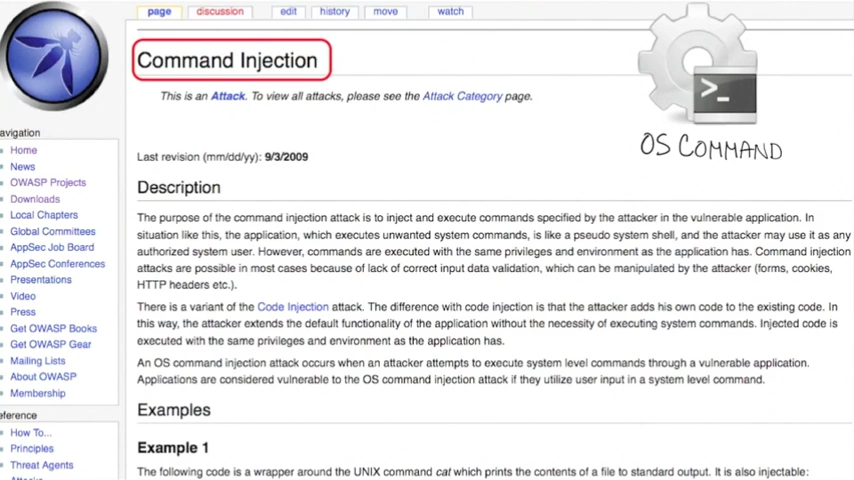 page discussion edit history move watch
Command Injection
This is an Attack. To view all attacks, please see the Attack Category page.
OS COMMAND
Last revision (mm/dd/yy): 9/3/2009
Description
The purpose of the command injection attack is to inject and execute commands specified by the attacker in the vulnerable application. In
situation like this, the application, which executes unwanted system commands, is like a pseudo system shell, and the attacker may use it as any
authorized system user. However, commands are executed with the same privileges and environment as the application has. Command injection
attacks are possible in most cases because of lack of correct input data validation, which can be manipulated by the attacker (forms, cookies,
HTTP headers etc.).
There is a variant of the Code Injection attack. The difference with code injection is that the attacker adds his own code to the existing code. In
this way, the attacker extends the default functionality of the application without the necessity of executing system commands. Injected code is
executed with the same privileges and environment as the application has.
An OS command injection attack occurs when an attacker attempts to execute system level commands through a vulnerable application.
Applications are considered vulnerable to the OS command injection attack if they utilize user input in a system level command.
Examples
Example 1
The following code is a wrapper around the UNIX command cat which prints the contents of a file to standard output. It is also injectable:
avigation
Home
News
OWASP Projects
Downloads
Local Chapters
Global Committees
AppSec Job Board
AppSec Conferences
Presentations
Video
Press
Get OWASP Books
Get OWASP Gear
Mailing Lists
About OWASP
Membership
eference
How To...
Principles
Threat Agents